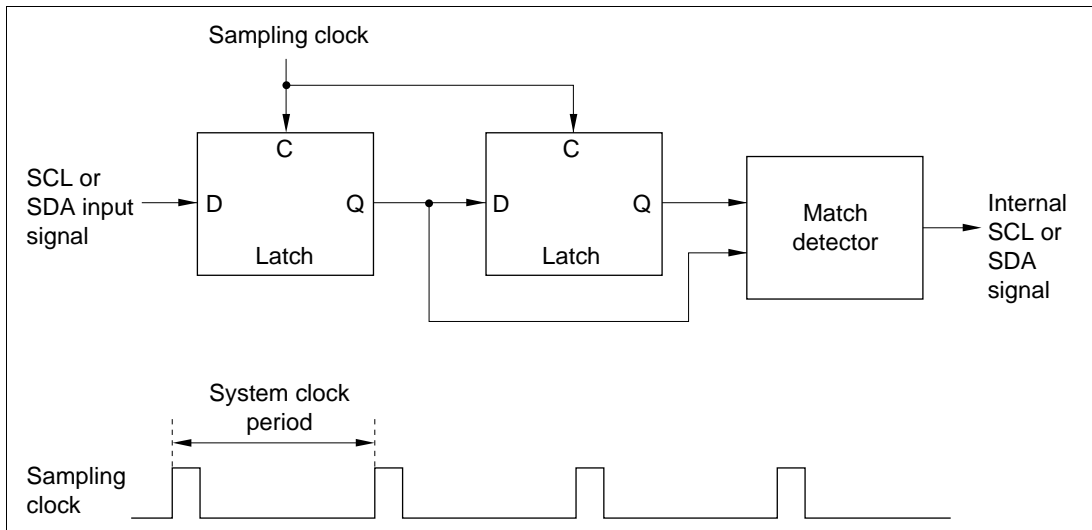 Sampling clock
C
C
SCL or
SDA input
signal
D
Q
D
Q
Latch
Latch
Match
detector
Internal
SCL or
SDA
signal
System clock
period
Sampling
clock